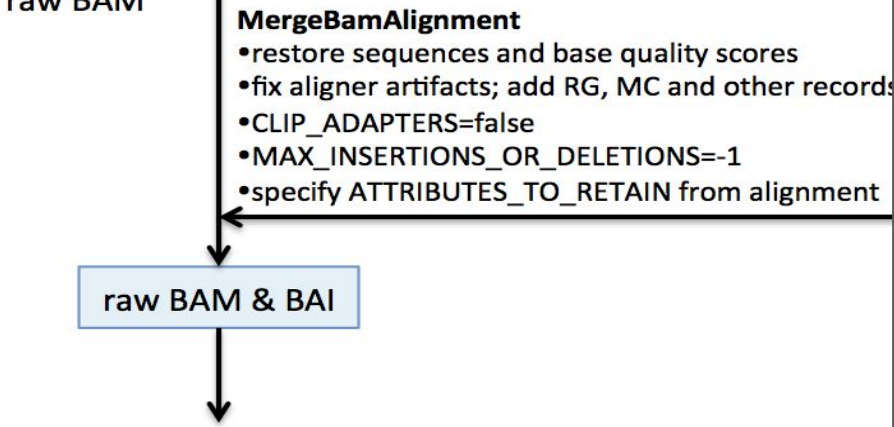 raw BAM
MergeBamAlignment
•restore sequences and base quality scores
•fix aligner artifacts; add RG, MC and other records
•CLIP_ADAPTERS=false
•MAX_INSERTIONS_OR_DELETIONS=-1
•specify ATTRIBUTES_TO_RETAIN from alignment
raw BAM & BAI